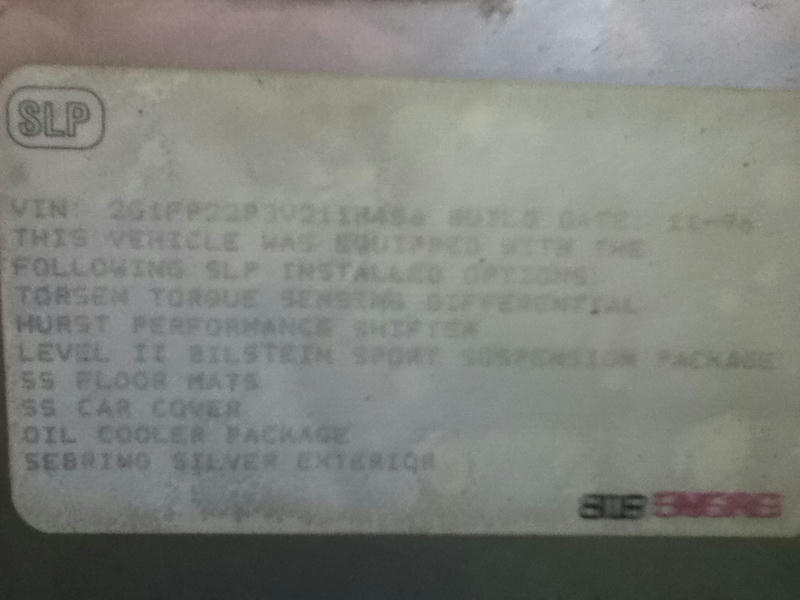 SLP
VIN: BUILD DATE: 11-96
THIS VEHICLE WAS EQUIPPED WITH THE
FOLLOWING SLP INSTALLED OPTIONS
TORSEN TORQUE SENSING DIFFERENTIAL
HURST PERFORMANCE SHIFTER
LEVEL II BILSTEIN SPORT SUSPENSION PACKAGE
SS FLOOR MATS
SS CAR COVER
OIL COOLER PACKAGE
SEBRING SILVER EXTERIOR